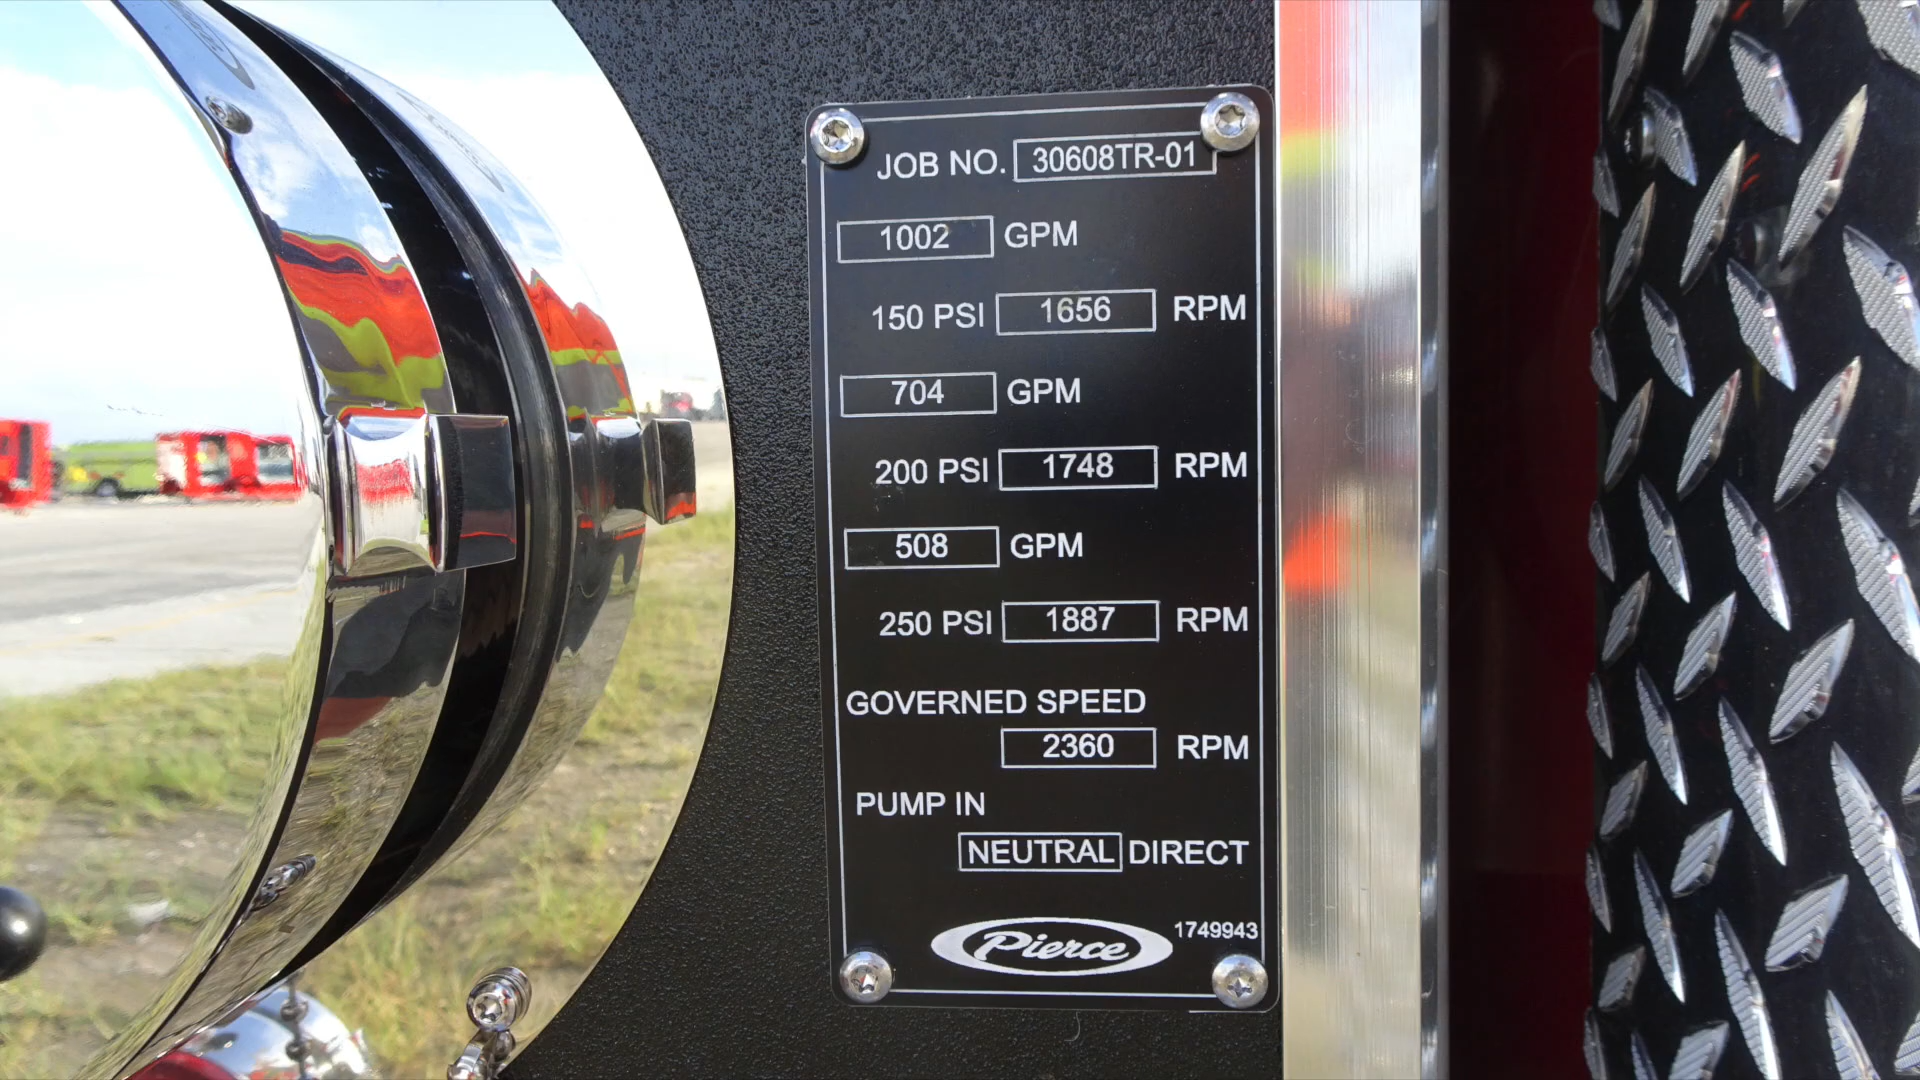 JOB NO. 30608TR-01
1002 GPM
150 PSI 1656 RPM
704 GPM
200 PSI 1748 RPM
508 GPM
250 PSI 1887 RPM
GOVERNED SPEED
2360 RPM
PUMP IN
NEUTRAL DIRECT
Pierce 1749943